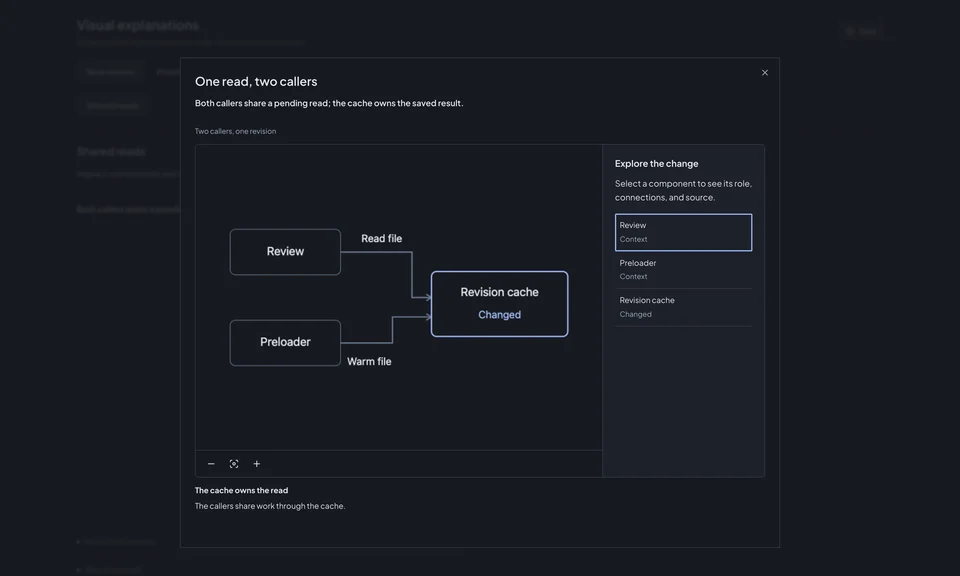 Visual explanations
One read, two callers
Both callers share a pending read; the cache owns the saved result.
Two callers, one revision
Review
Read file
Revision cache
Changed
Preloader
Warm file
Explore the change
Select a component to see its role,
connections, and source.
Review
Context
Preloader
Context
Revision cache
Changed
Shared reads
The cache owns the read
The callers share work through the cache.